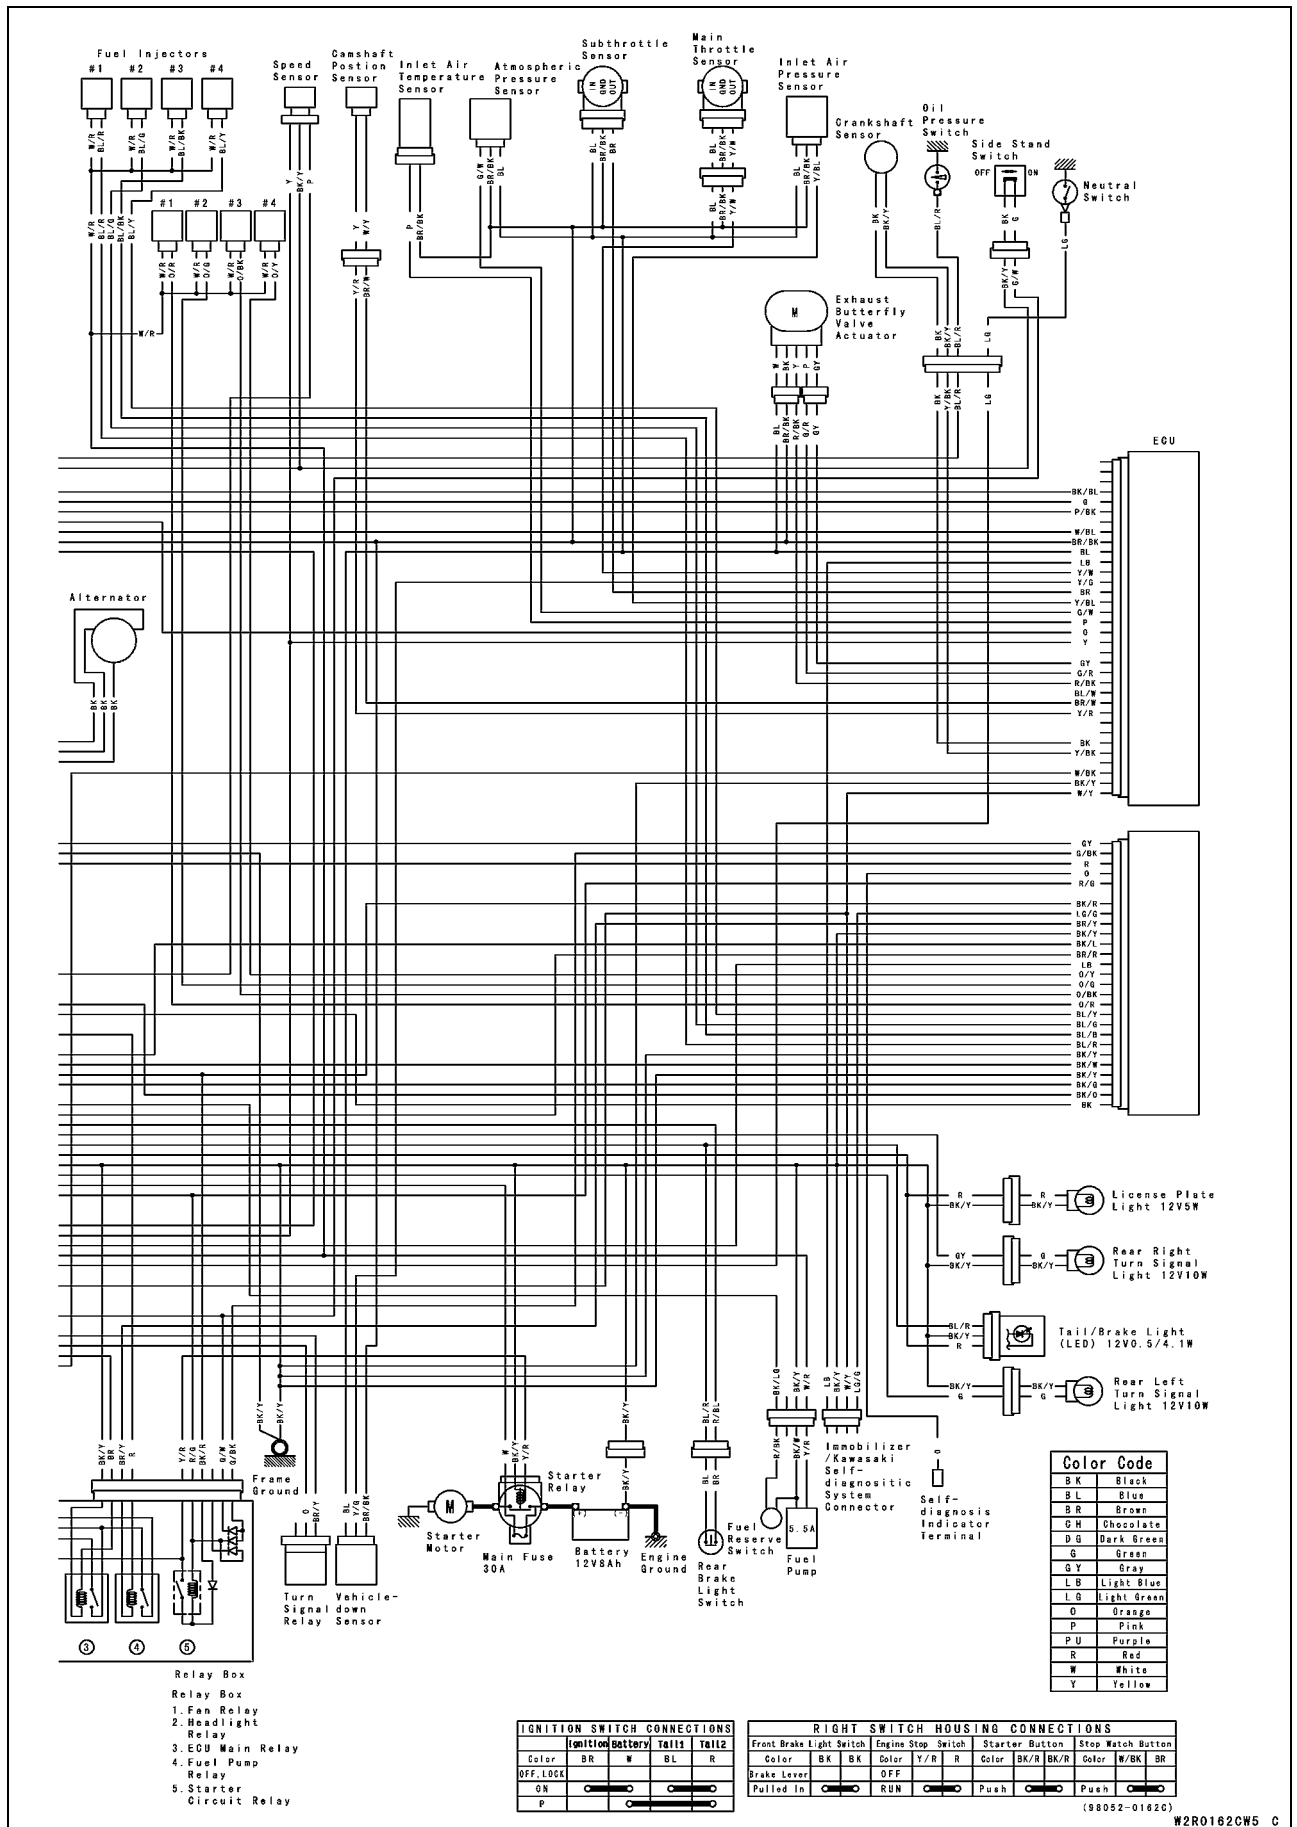 Fuel Injectors
#1 #2 #3 #4
Speed
Sensor
Camshaft
Postion
Sensor
Inlet Air
Temperature
Sensor
Atmospheric
Pressure
Sensor
Subthrottle
Sensor
IN GND OUT
Main
Throttle
Sensor
IN GND OUT
Inlet Air
Pressure
Sensor
Crankshaft
Sensor
Oil
Pressure
Switch
Side Stand
Switch
OFF ON
Neutral
Switch
W/R BL/R W/R BL/G W/R BL/BK W/R BL/Y
Y BK/Y P
Y W/Y
Y/R BR/W
P BR/BK
G/W BR/BK BL
BL BR/BK BR
BL BR/BK Y/W
BL BR/BK Y/W
BL BR/BK Y/BL
BK BK/Y
BL/R
BK G
BK/Y G/W
LG
W/R BL/R BL/G BL/BK BL/Y
#1 #2 #3 #4
W/R O/R W/R O/G W/R O/BK W/R O/Y
W/R
M
Exhaust
Butterfly
Valve
Actuator
W BK Y P GY
BL BR/BK R/BK G/R GY
BK BK/Y BL/R LG
BK Y/BK BL/R LG
ECU
BK/BL
G
P/BK
W/BL
BR/BK
BL
LB
Y/W
Y/G
BR
Y/BL
G/W
P
O
Y
GY
G/R
R/BK
BL/W
BR/W
Y/R
BK
Y/BK
W/BK
BK/Y
W/Y
Alternator
BK BK BK
GY
G/BK
R
O
R/G
BK/R
LG/G
BR/Y
BK/Y
BK/L
BR/R
LB
O/Y
O/G
O/BK
O/R
BL/Y
BL/G
BL/B
BL/R
BK/Y
BK/W
BK/Y
BK/G
BK/O
BK
R R
BK/Y BK/Y
License Plate
Light 12V5W
GY G
BK/Y BK/Y
Rear Right
Turn Signal
Light 12V10W
BL/R
BK/Y
R
Tail/Brake Light
(LED) 12V0.5/4.1W
BK/Y BK/Y
G G
Rear Left
Turn Signal
Light 12V10W
BK/Y BR BR/Y R Y/R R/G BK/R G/W G/BK
BK/Y BK/Y
Frame
Ground
O BR/Y
Turn
Signal
Relay
BL Y/G BR/BK
Vehicle-
down
Sensor
M
Starter
Motor
W BK/Y Y/R
Starter
Relay
Main Fuse
30A
(+) (-)
Battery
12V8Ah
BK/Y
BK/Y
Engine
Ground
BL/R R/BL
BL BR
Rear
Brake
Light
Switch
BK/LG BK/Y W/R
R/BK BK/W Y/R
Fuel
Reserve
Switch
5.5A
Fuel
Pump
LB BK/Y W/Y LG/G
Immobilizer
/Kawasaki
Self-
diagnositic
System
Connector
O
Self-
diagnosis
Indicator
Terminal
3 4 5
Relay Box
Relay Box
1. Fan Relay
2. Headlight
Relay
3. ECU Main Relay
4. Fuel Pump
Relay
5. Starter
Circuit Relay
Color Code
BK Black
BL Blue
BR Brown
CH Chocolate
DG Dark Green
G Green
GY Gray
LB Light Blue
LG Light Green
O Orange
P Pink
PU Purple
R Red
W White
Y Yellow
IGNITION SWITCH CONNECTIONS
Ignition Battery Tail1 Tail2
Color BR W BL R
OFF,LOCK
ON
P
RIGHT SWITCH HOUSING CONNECTIONS
Front Brake Light Switch Engine Stop Switch Starter Button Stop Watch Button
Color BK BK Color Y/R R Color BK/R BK/R Color W/BK BR
Brake Lever OFF
Pulled In RUN Push Push
(98052-0162C)
W2R0162CW5 C